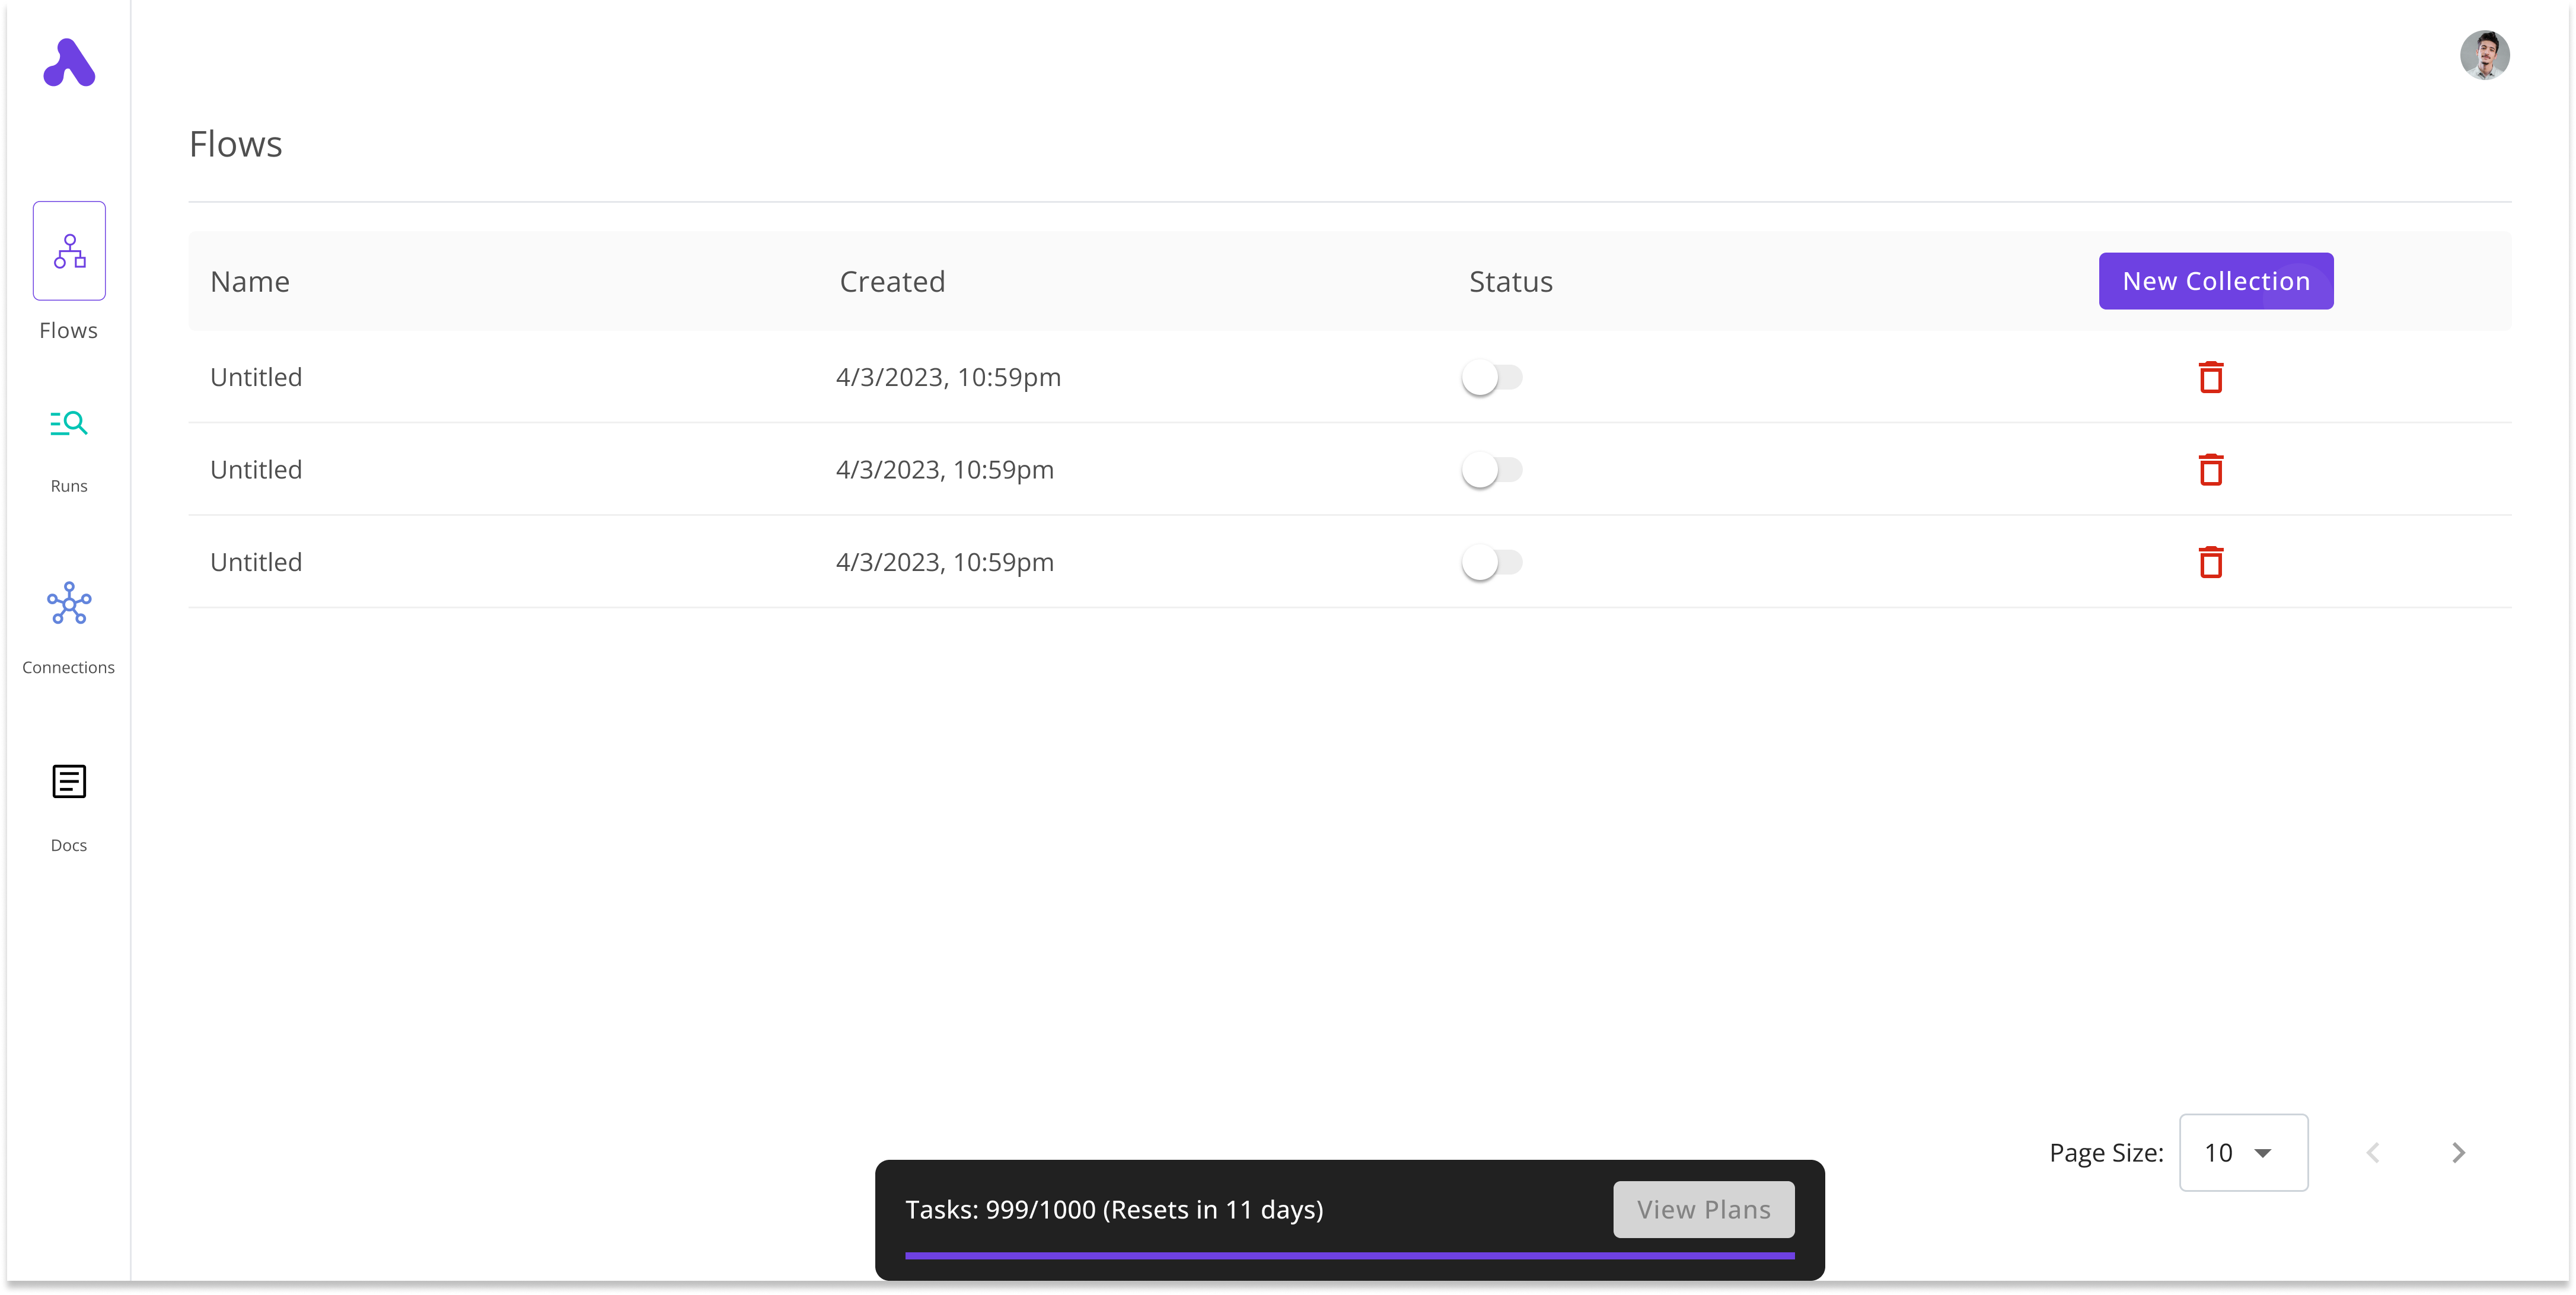 Flows
Name Created Status New Collection
Flows
Untitled 4/3/2023, 10:59pm
Untitled 4/3/2023, 10:59pm
Runs
Untitled 4/3/2023, 10:59pm
Connections
Docs
Page Size: 10
Tasks: 999/1000 (Resets in 11 days) View Plans